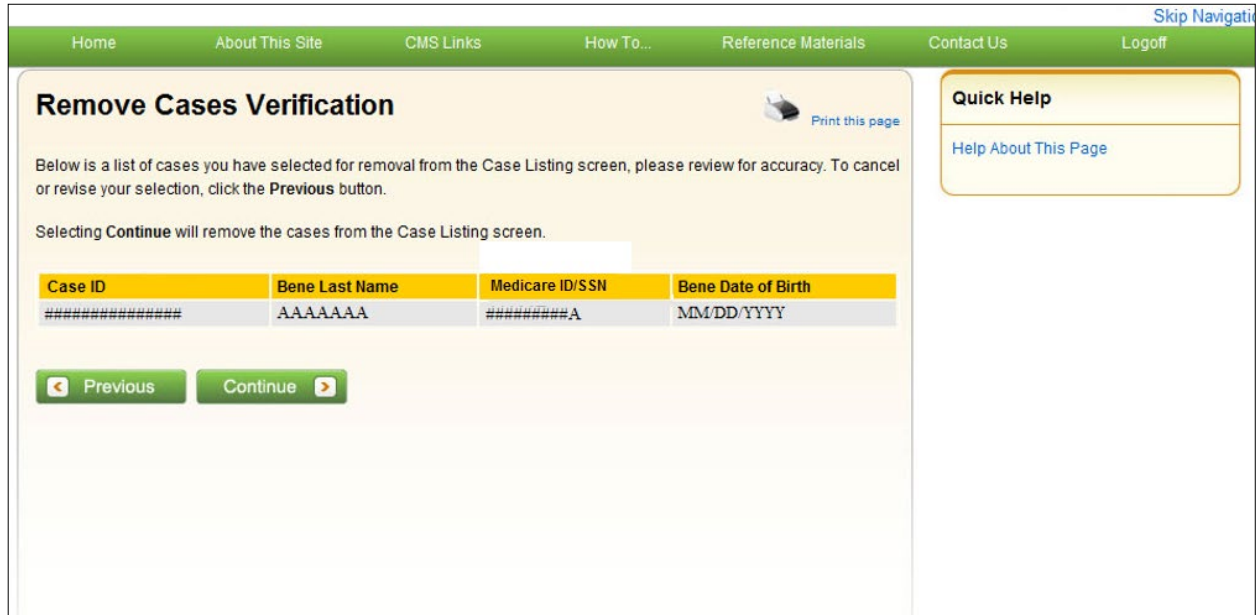 Skip Navigatio
Home About This Site CMS Links How To... Reference Materials Contact Us Logoff
Remove Cases Verification
Print this page
Below is a list of cases you have selected for removal from the Case Listing screen, please review for accuracy. To cancel
or revise your selection, click the Previous button.
Selecting Continue will remove the cases from the Case Listing screen.
Case ID Bene Last Name Medicare ID/SSN Bene Date of Birth
############### AAAAAAA #########A MM/DD/YYYY
Previous Continue
Quick Help
Help About This Page